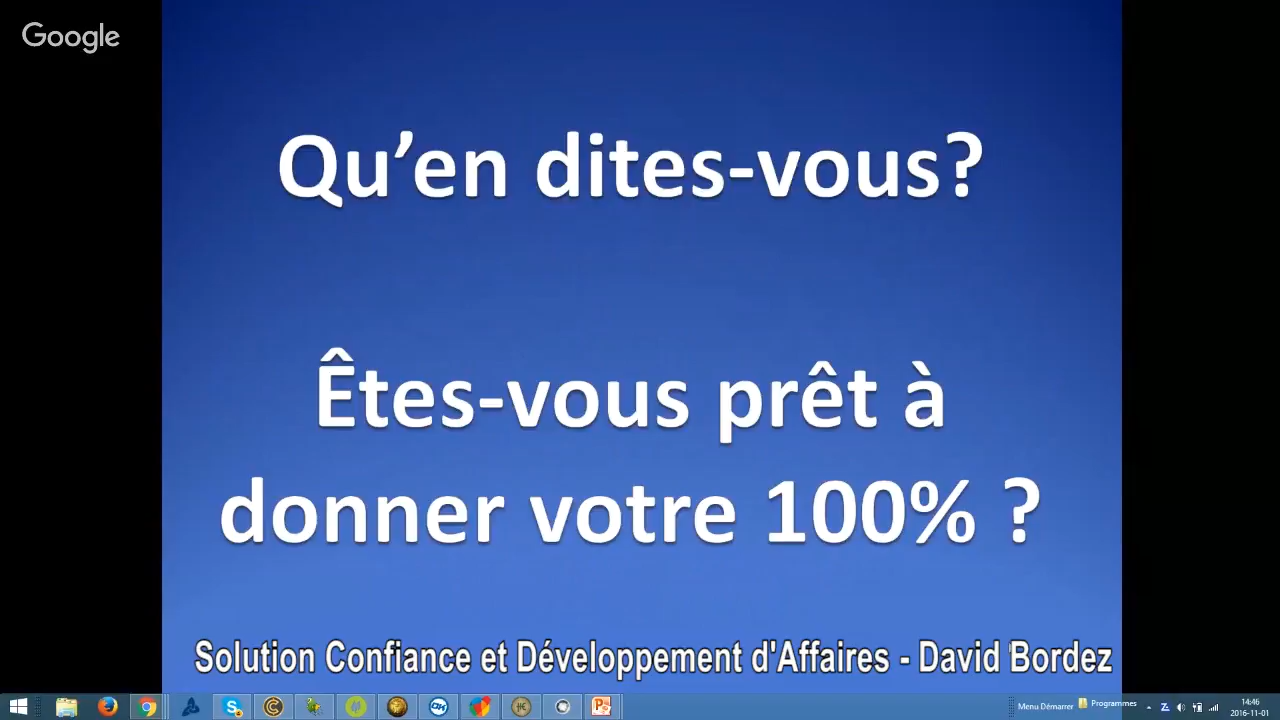 Google
Qu’en dites-vous?
Êtes-vous prêt à
donner votre 100% ?
Solution Confiance et Développement d'Affaires - David Bordez
Menu Démarrer
Programmes
14:46
2016-11-01